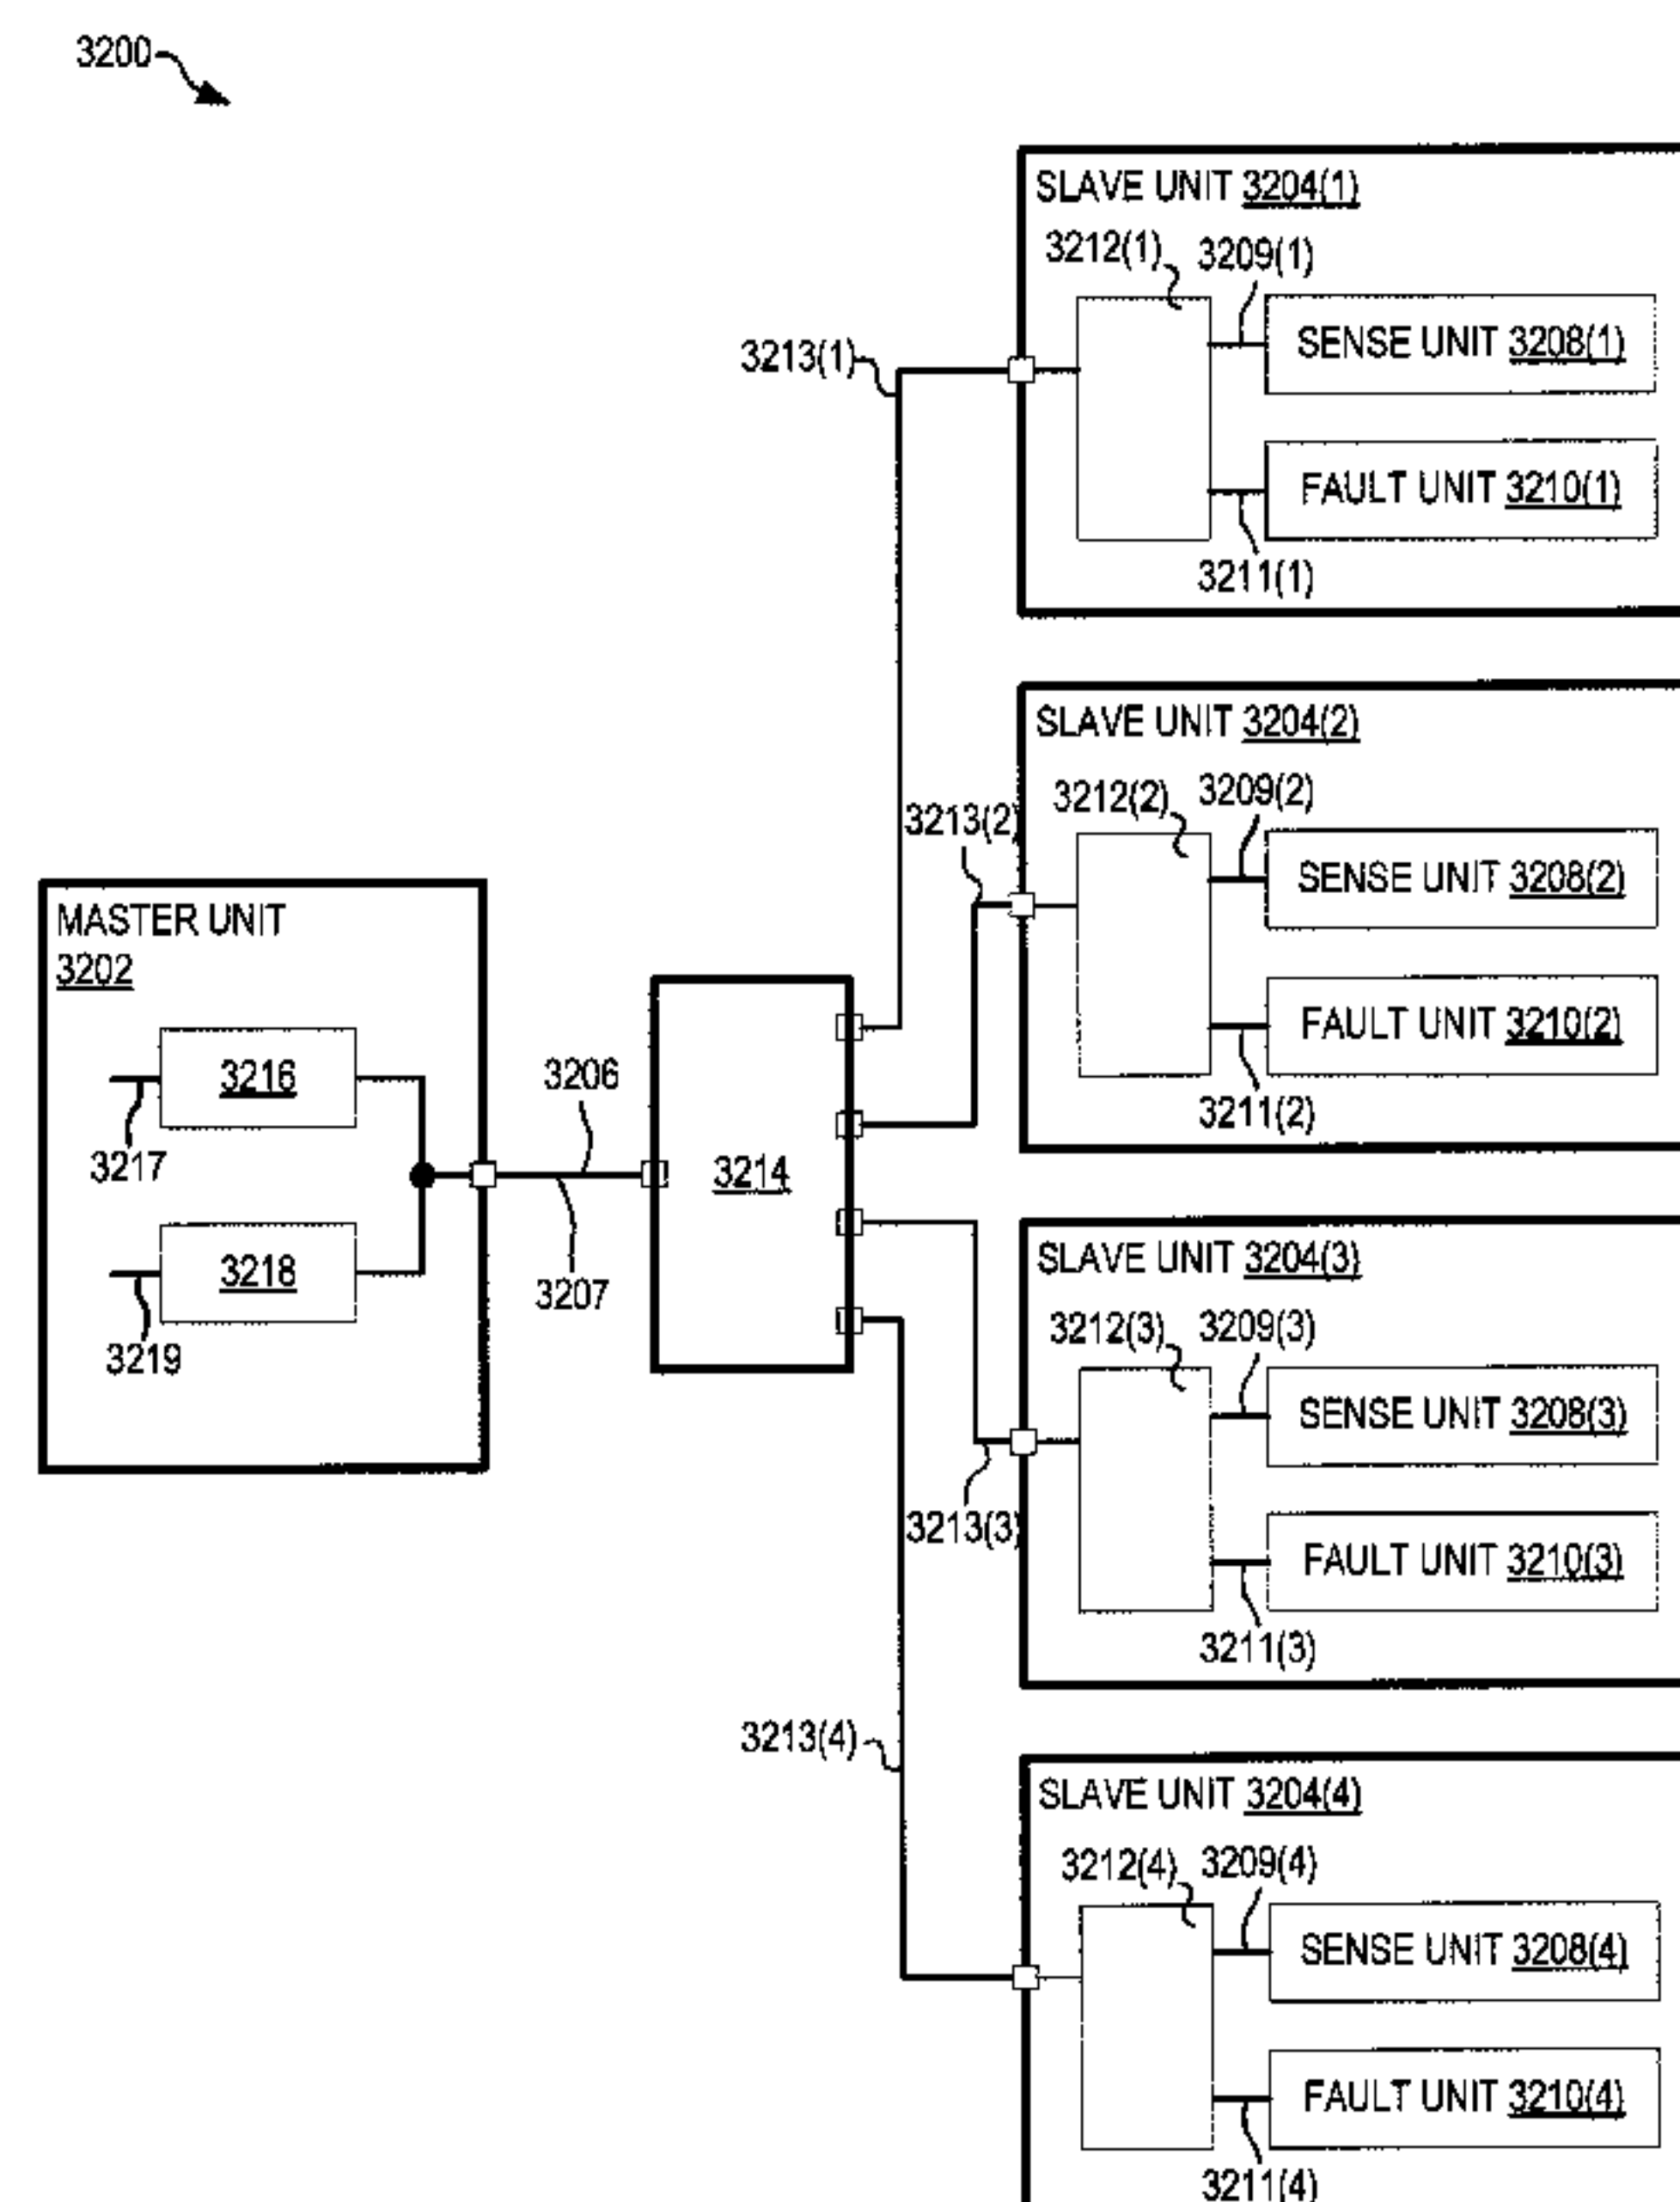 3200
SLAVE UNIT 3204(1)
3212(1)
3209(1)
3213(1)
SENSE UNIT 3208(1)
FAULT UNIT 3210(1)
3211(1)
SLAVE UNIT 3204(2)
3212(2)
3209(2)
3213(2)
SENSE UNIT 3208(2)
FAULT UNIT 3210(2)
3211(2)
MASTER UNIT
3202
3216
3217
3218
3219
3206
3207
3214
SLAVE UNIT 3204(3)
3212(3)
3209(3)
SENSE UNIT 3208(3)
3213(3)
FAULT UNIT 3210(3)
3211(3)
3213(4)
SLAVE UNIT 3204(4)
3212(4)
3209(4)
SENSE UNIT 3208(4)
FAULT UNIT 3210(4)
3211(4)